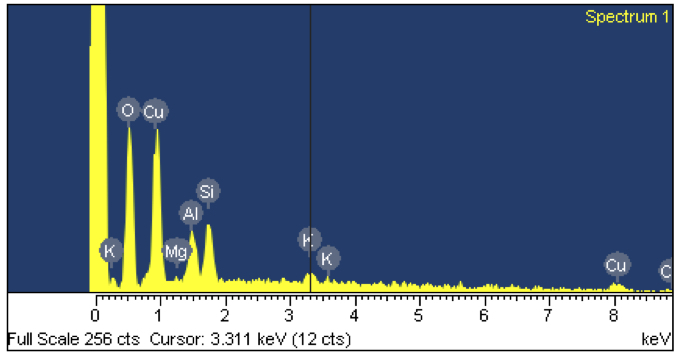 Spectrum 1
O Cu
Si
Al
K Mg K K Cu C
0 1 2 3 4 5 6 7 8
Full Scale 256 cts Cursor: 3.311 keV (12 cts) keV